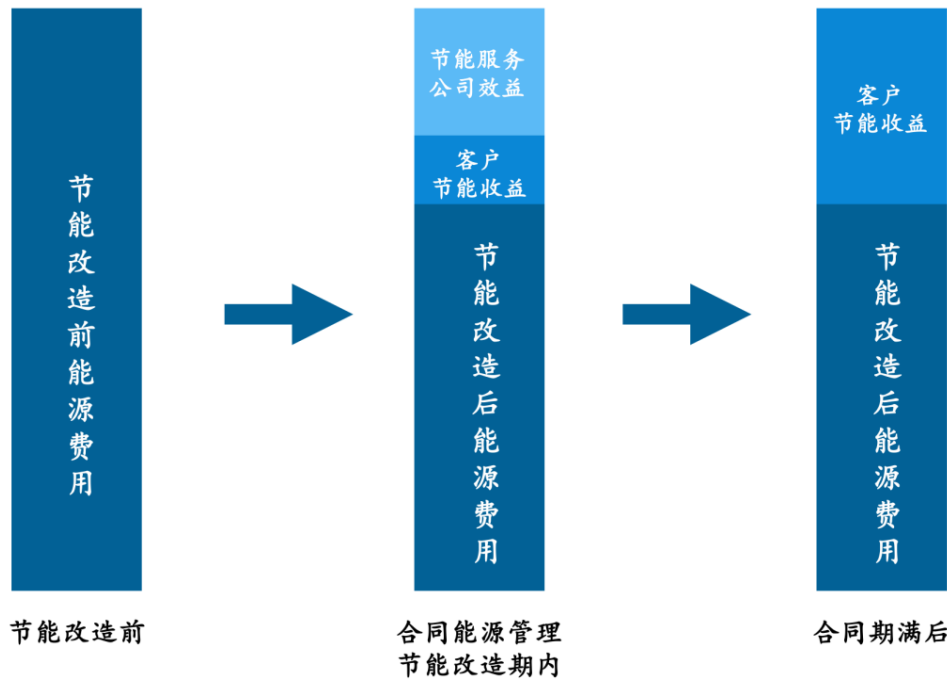 节能改造前能源费用
节能服务
公司效益
客户
节能收益
节能改造后能源费用
客户
节能收益
节能改造后能源费用
节能改造前
合同能源管理
节能改造期内
合同期满后